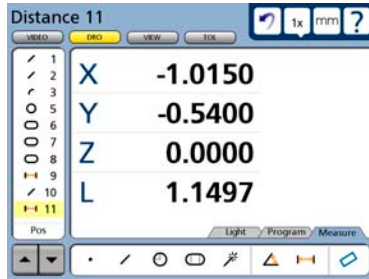 Distance 11
1x mm ?
VIDEO DRO VIEW TOL
1
2
3
5
6
7
8
9
10
11
Pos
X -1.0150
Y -0.5400
Z 0.0000
L 1.1497
Light Program Measure